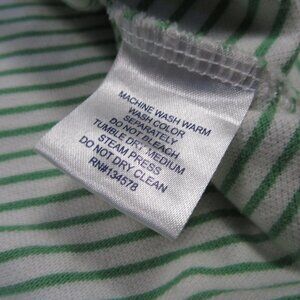 MACHINE WASH WARM
WASH COLOR
SEPARATELY
DO NOT BLEACH
TUMBLE DRY MEDIUM
STEAM PRESS
DO NOT DRY CLEAN
RN#134578